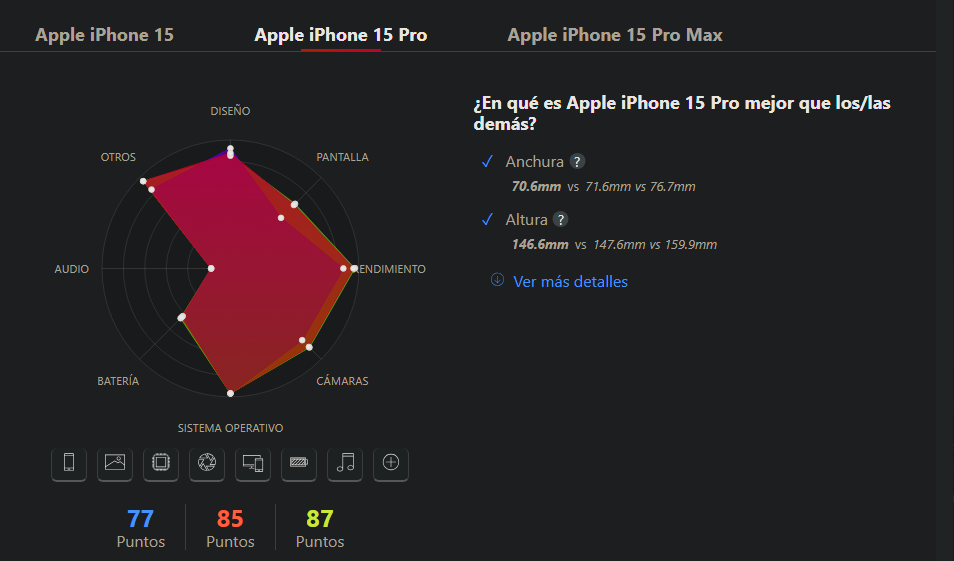 Apple iPhone 15
Apple iPhone 15 Pro
Apple iPhone 15 Pro Max
DISEÑO
OTROS
PANTALLA
AUDIO
ENDIMIENTO
BATERÍA
CÁMARAS
SISTEMA OPERATIVO
77
85
87
Puntos
Puntos
Puntos
¿En qué es Apple iPhone 15 Pro mejor que los/las
demás?
Anchura ?
70.6mm vs 71.6mm vs 76.7mm
Altura ?
146.6mm vs 147.6mm vs 159.9mm
Ver más detalles